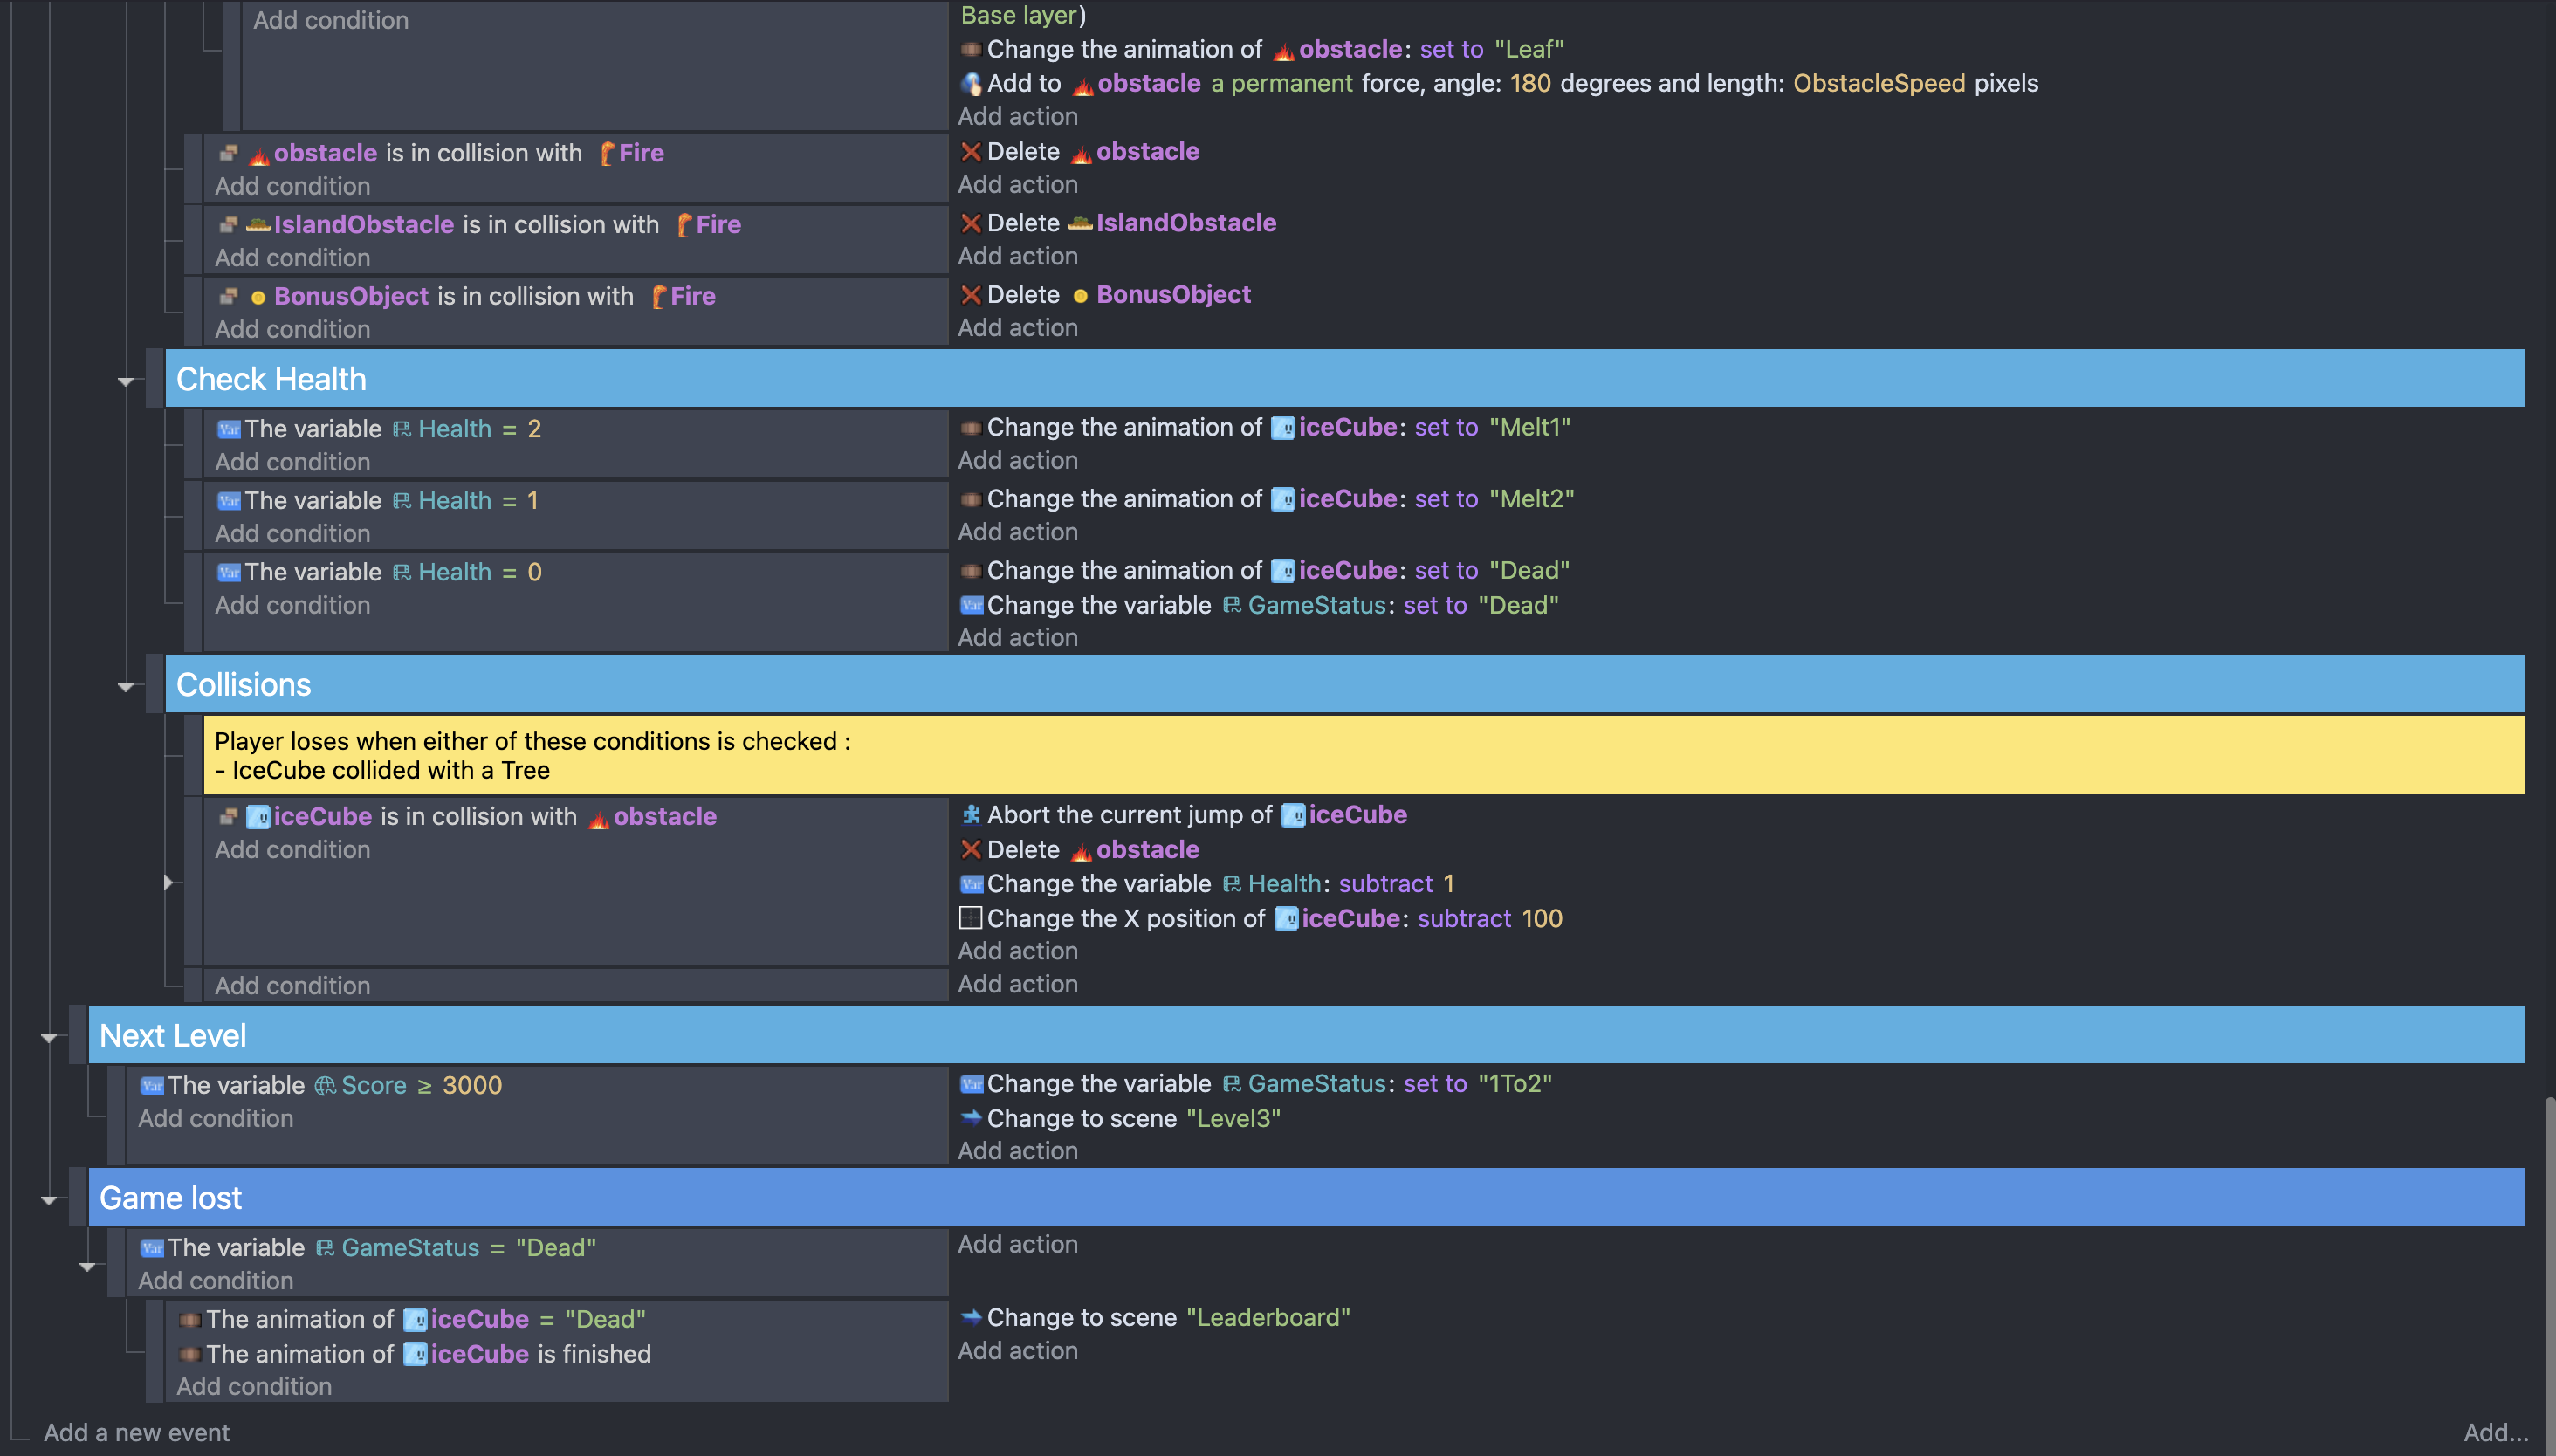 Add condition
Base layer)
Change the animation of obstacle: set to "Leaf"
Add to obstacle a permanent force, angle: 180 degrees and length: ObstacleSpeed pixels
Add action
obstacle is in collision with Fire
Add condition
Delete obstacle
Add action
IslandObstacle is in collision with Fire
Add condition
Delete IslandObstacle
Add action
BonusObject is in collision with Fire
Add condition
Delete BonusObject
Add action
Check Health
Var The variable Health = 2
Add condition
Change the animation of iceCube: set to "Melt1"
Add action
Var The variable Health = 1
Add condition
Change the animation of iceCube: set to "Melt2"
Add action
Var The variable Health = 0
Add condition
Change the animation of iceCube: set to "Dead"
Var Change the variable GameStatus: set to "Dead"
Add action
Collisions
Player loses when either of these conditions is checked :
- IceCube collided with a Tree
iceCube is in collision with obstacle
Add condition
Abort the current jump of iceCube
Delete obstacle
Var Change the variable Health: subtract 1
Change the X position of iceCube: subtract 100
Add action
Add condition
Add action
Next Level
Var The variable Score ≥ 3000
Add condition
Var Change the variable GameStatus: set to "1To2"
Change to scene "Level3"
Add action
Game lost
Var The variable GameStatus = "Dead"
Add condition
Add action
The animation of iceCube = "Dead"
The animation of iceCube is finished
Add condition
Change to scene "Leaderboard"
Add action
Add a new event
Add...